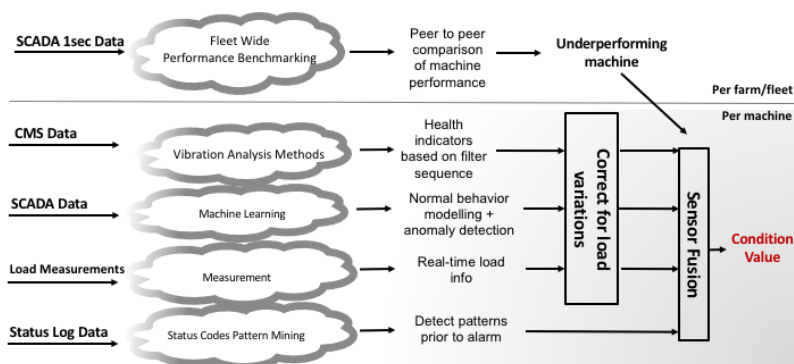 SCADA 1sec Data
Fleet Wide
Performance Benchmarking
Peer to peer
comparison
of machine
performance
Underperforming
machine
Per farm/fleet
Per machine
CMS Data
Vibration Analysis Methods
Health
indicators
based on filter
sequence
SCADA Data
Machine Learning
Normal behavior
modelling +
anomaly detection
Load Measurements
Measurement
Real-time load
info
Status Log Data
Status Codes Pattern Mining
Detect patterns
prior to alarm
Correct for load
variations
Sensor Fusion
Condition
Value